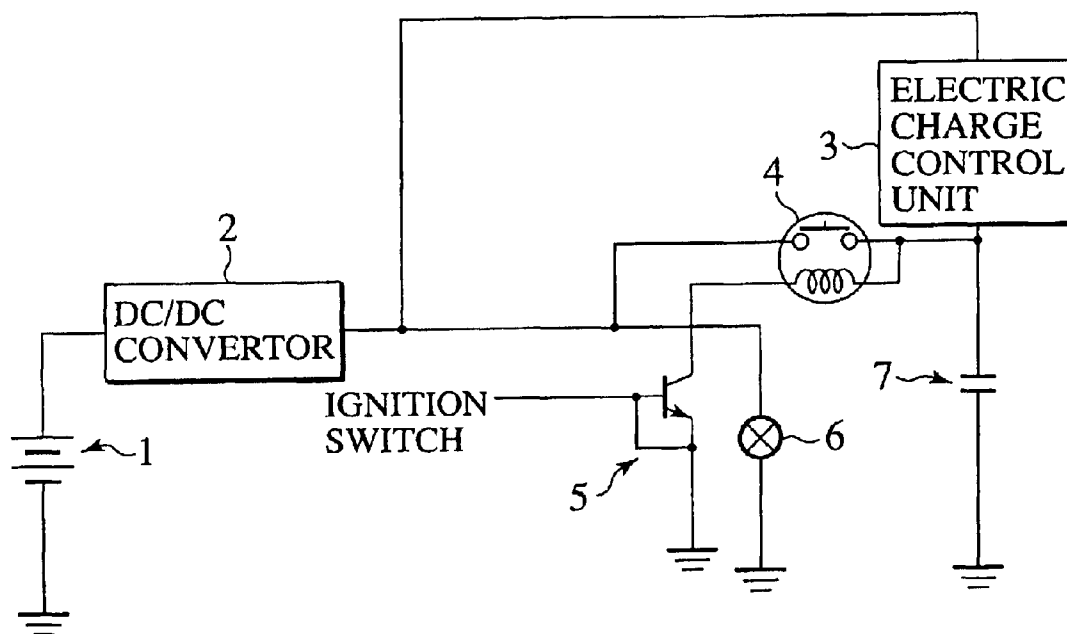 ELECTRIC
CHARGE
CONTROL
UNIT
3
4
2
DC/DC
CONVERTOR
7
IGNITION
SWITCH
6
1
5